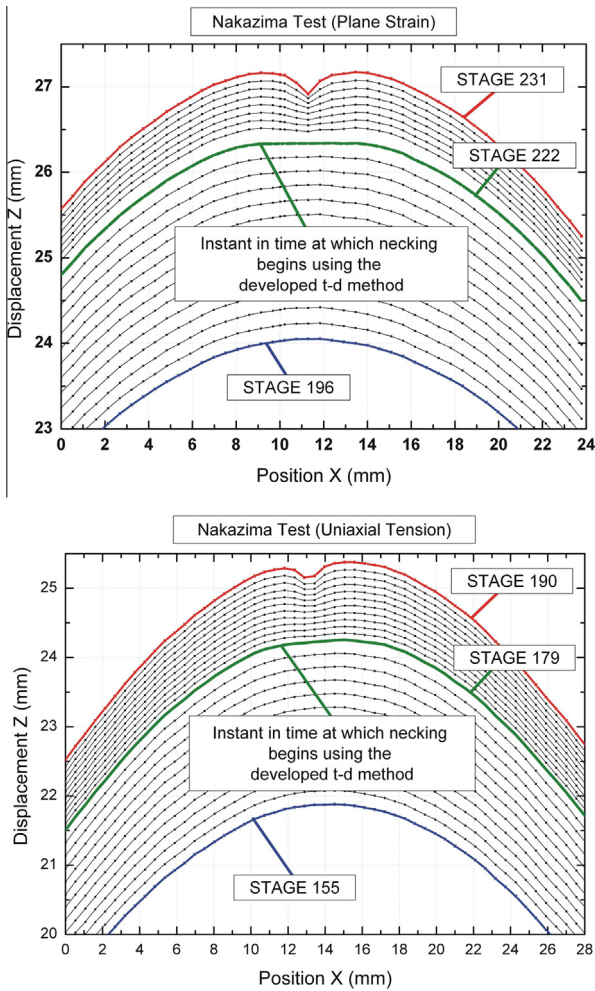 Nakazima Test (Plane Strain)
27
26
25
24
23
Displacement Z (mm)
STAGE 231
STAGE 222
Instant in time at which necking
begins using the
developed t-d method
STAGE 196
0 2 4 6 8 10 12 14 16 18 20 22 24
Position X (mm)
Nakazima Test (Uniaxial Tension)
25
24
23
22
21
20
Displacement Z (mm)
STAGE 190
STAGE 179
Instant in time at which necking
begins using the
developed t-d method
STAGE 155
0 2 4 6 8 10 12 14 16 18 20 22 24 26 28
Position X (mm)